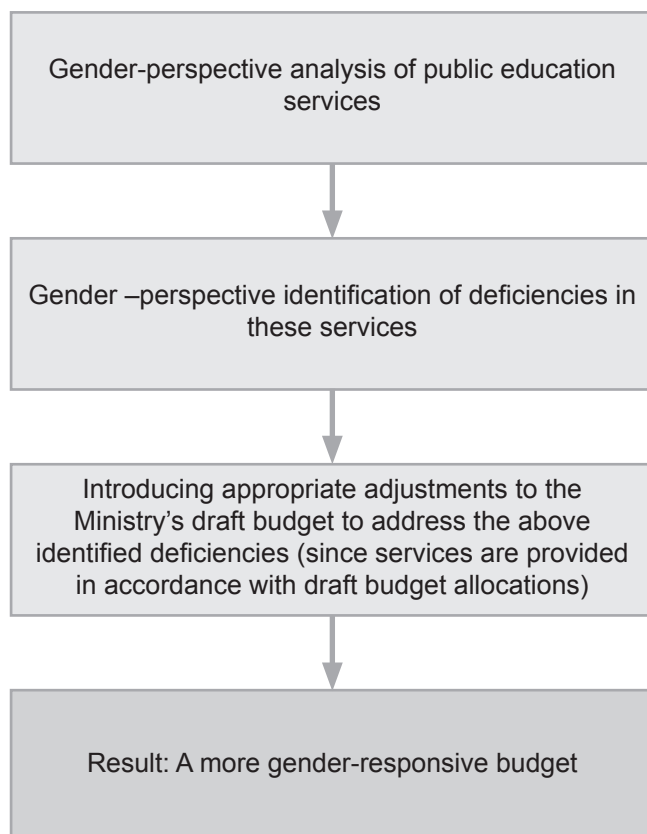 Gender-perspective analysis of public education
services
Gender –perspective identification of deficiencies in
these services
Introducing appropriate adjustments to the
Ministry’s draft budget to address the above
identified deficiencies (since services are provided
in accordance with draft budget allocations)
Result: A more gender-responsive budget